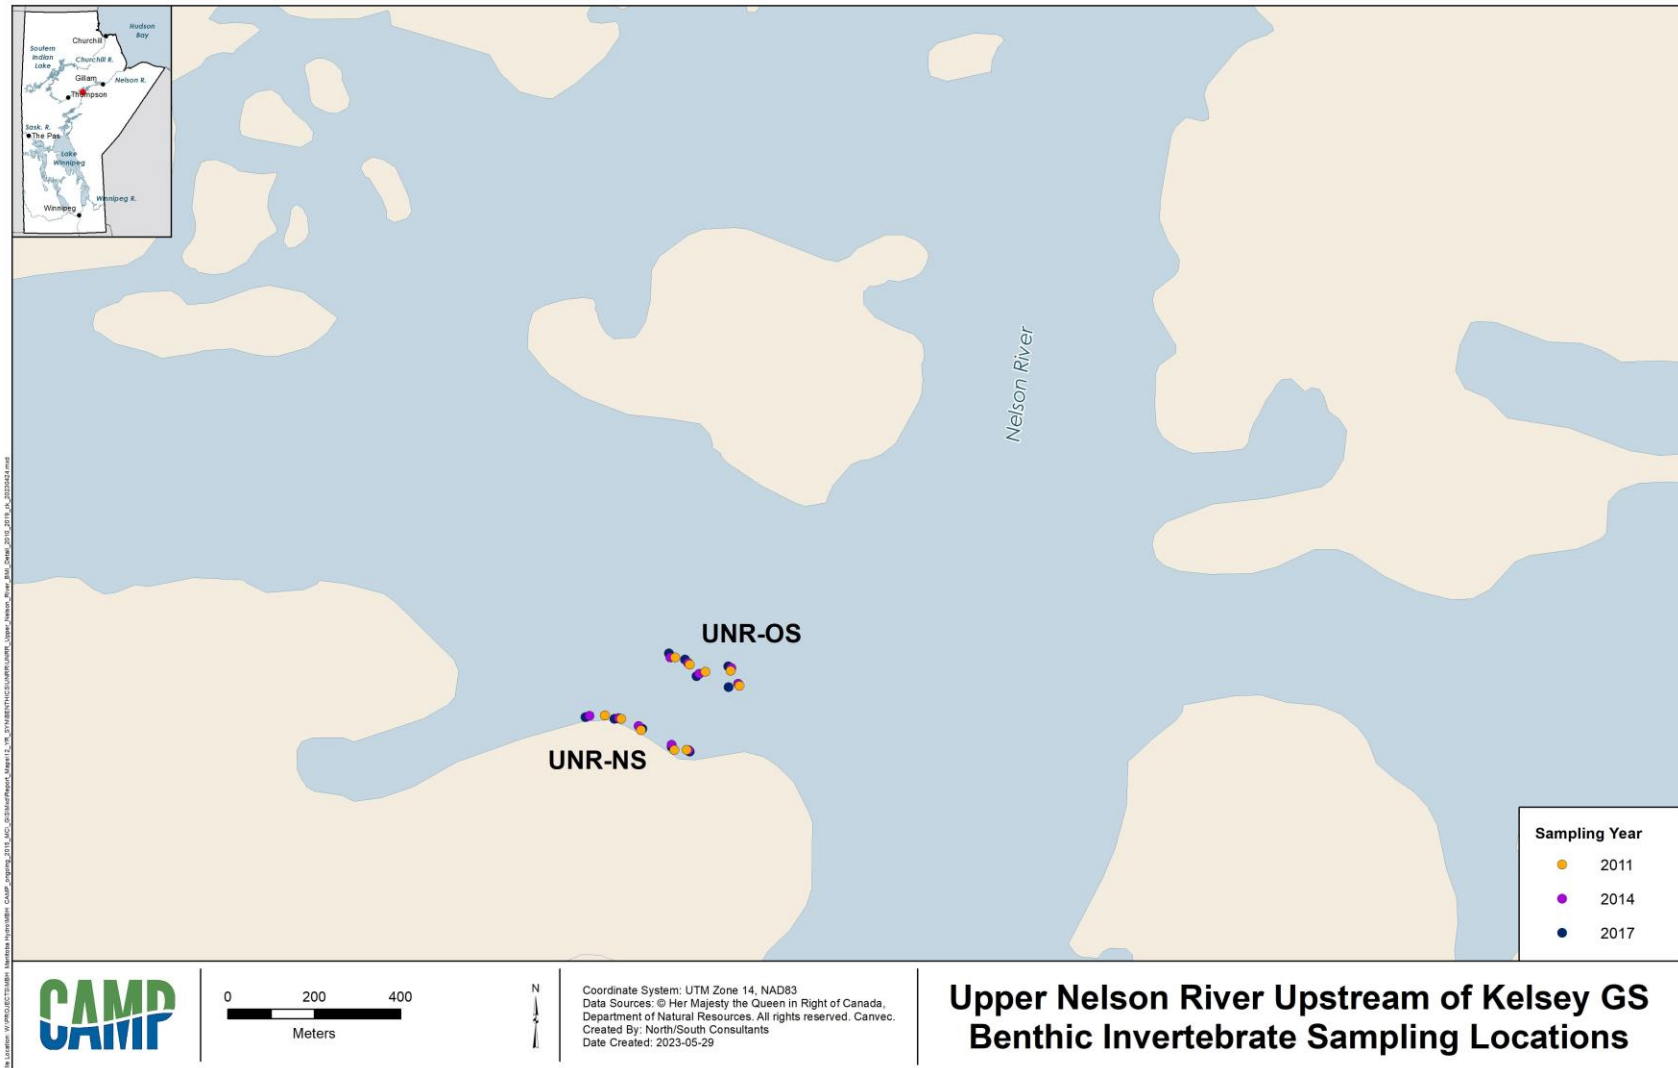 Hudson
Bay
Churchill
Soutern
Indian
Lake
Churchill R.
Gillam
Nelson R.
Thompson
Sask. R.
The Pas
Lake
Winnipeg
Winnipeg R.
Winnipeg
Nelson River
UNR-OS
UNR-NS
Sampling Year
2011
2014
2017
CAMP
0 200 400
Meters
N
Coordinate System: UTM Zone 14, NAD83
Data Sources: © Her Majesty the Queen in Right of Canada,
Department of Natural Resources. All rights reserved. Canvec.
Created By: North/South Consultants
Date Created: 2023-05-29
Upper Nelson River Upstream of Kelsey GS
Benthic Invertebrate Sampling Locations